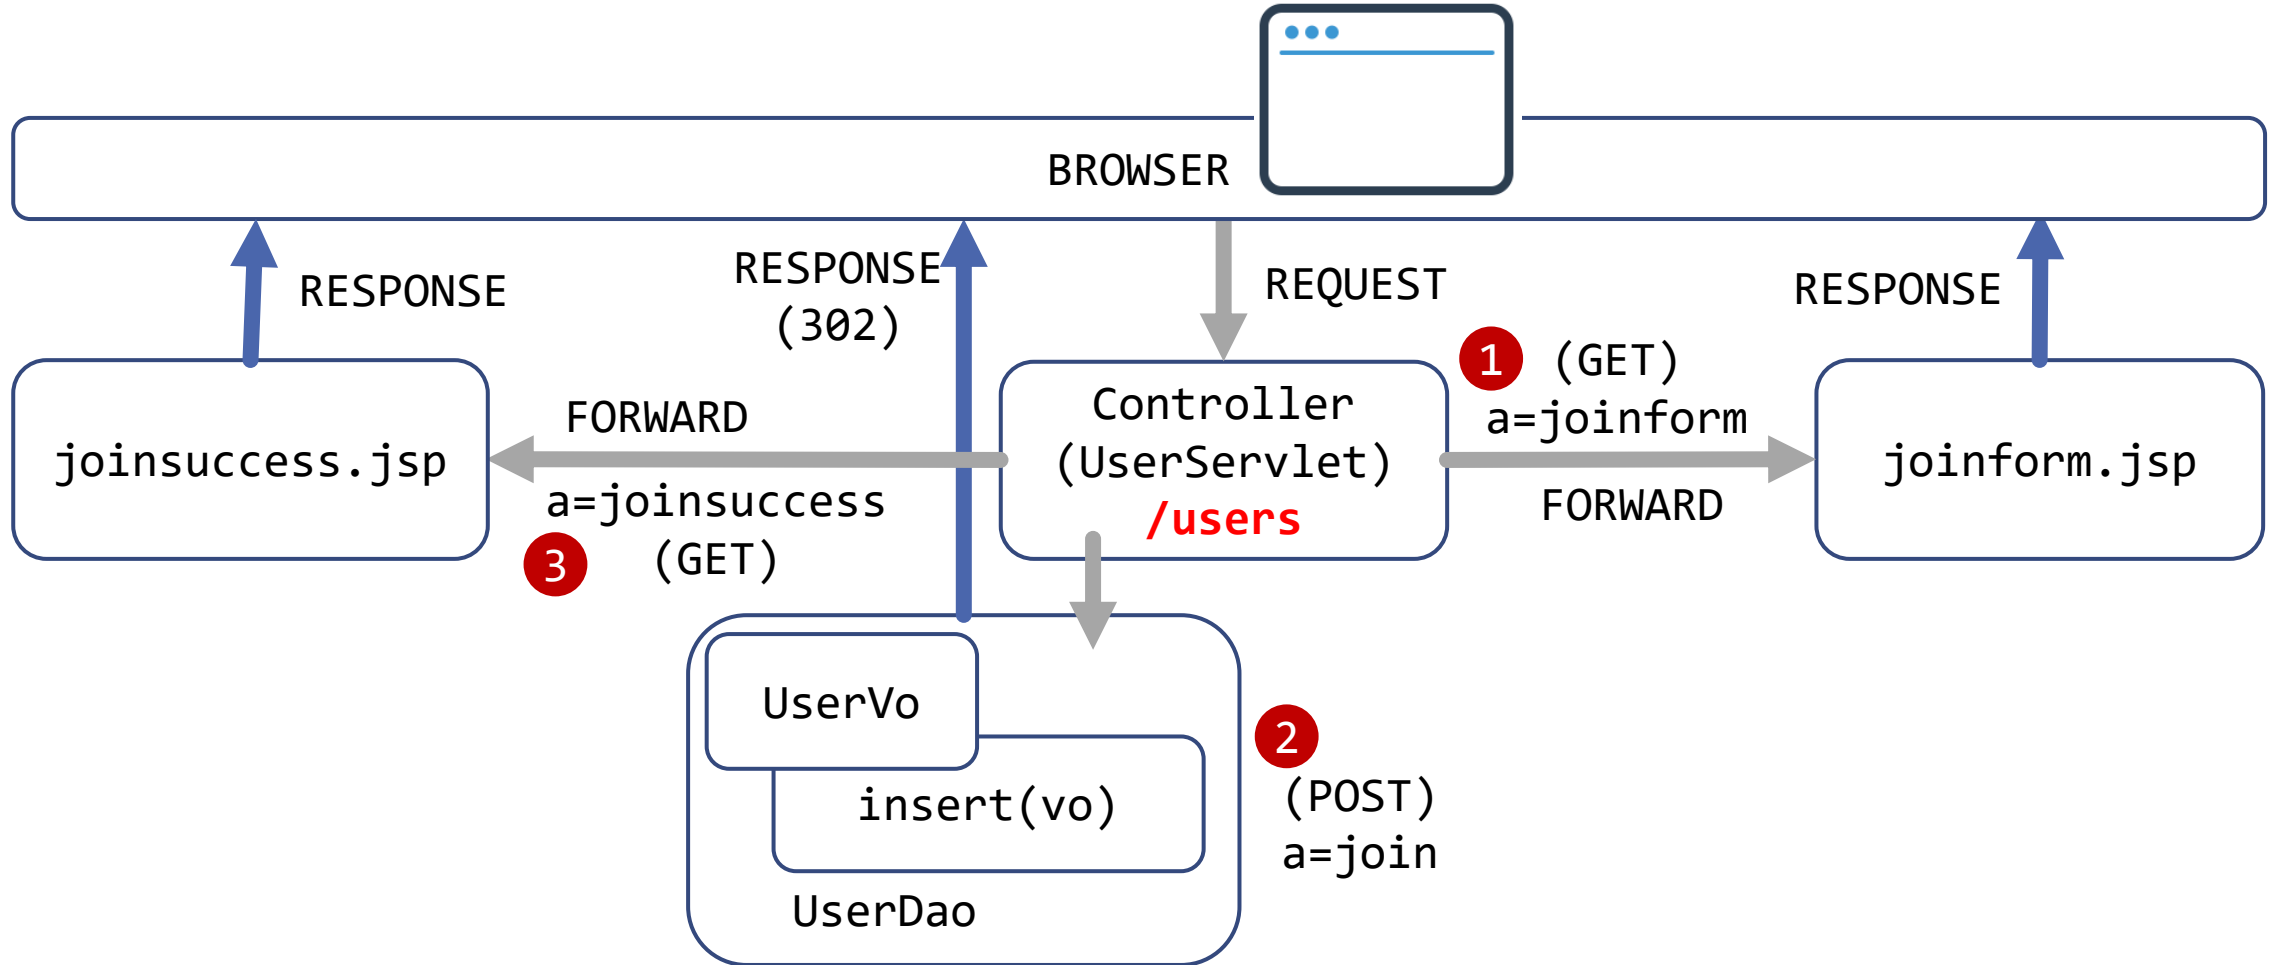 BROWSER
RESPONSE
RESPONSE
(302)
REQUEST
RESPONSE
joinsuccess.jsp
FORWARD
a=joinsuccess
3 (GET)
Controller
(UserServlet)
/users
1 (GET)
a=joinform
FORWARD
joinform.jsp
UserVo
insert(vo)
UserDao
2
(POST)
a=join